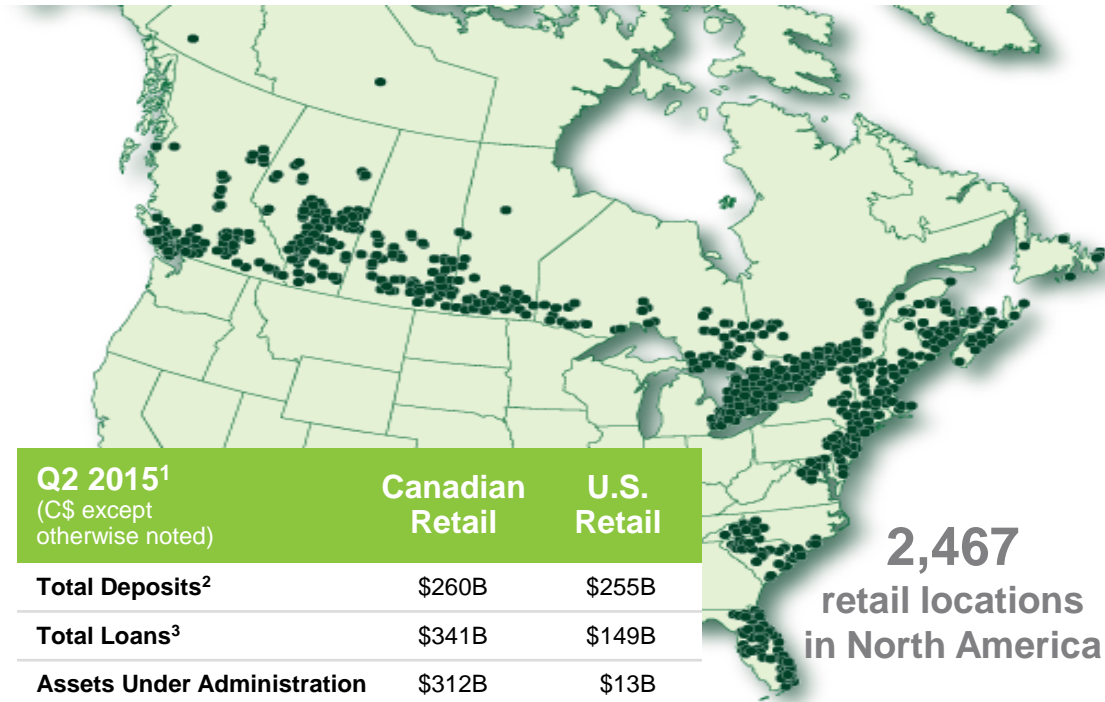 Q2 2015¹
(C$ except
otherwise noted)
Canadian
Retail
U.S.
Retail
Total Deposits² $260B $255B
Total Loans³ $341B $149B
Assets Under Administration $312B $13B
2,467
retail locations
in North America